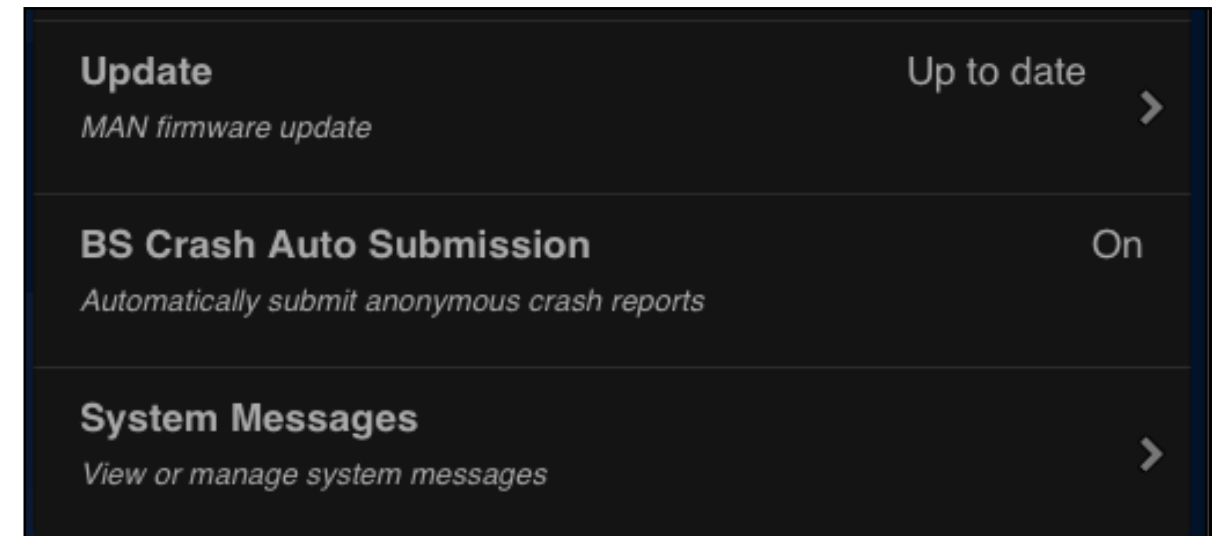 Update
Up to date
MAN firmware update
BS Crash Auto Submission
On
Automatically submit anonymous crash reports
System Messages
View or manage system messages